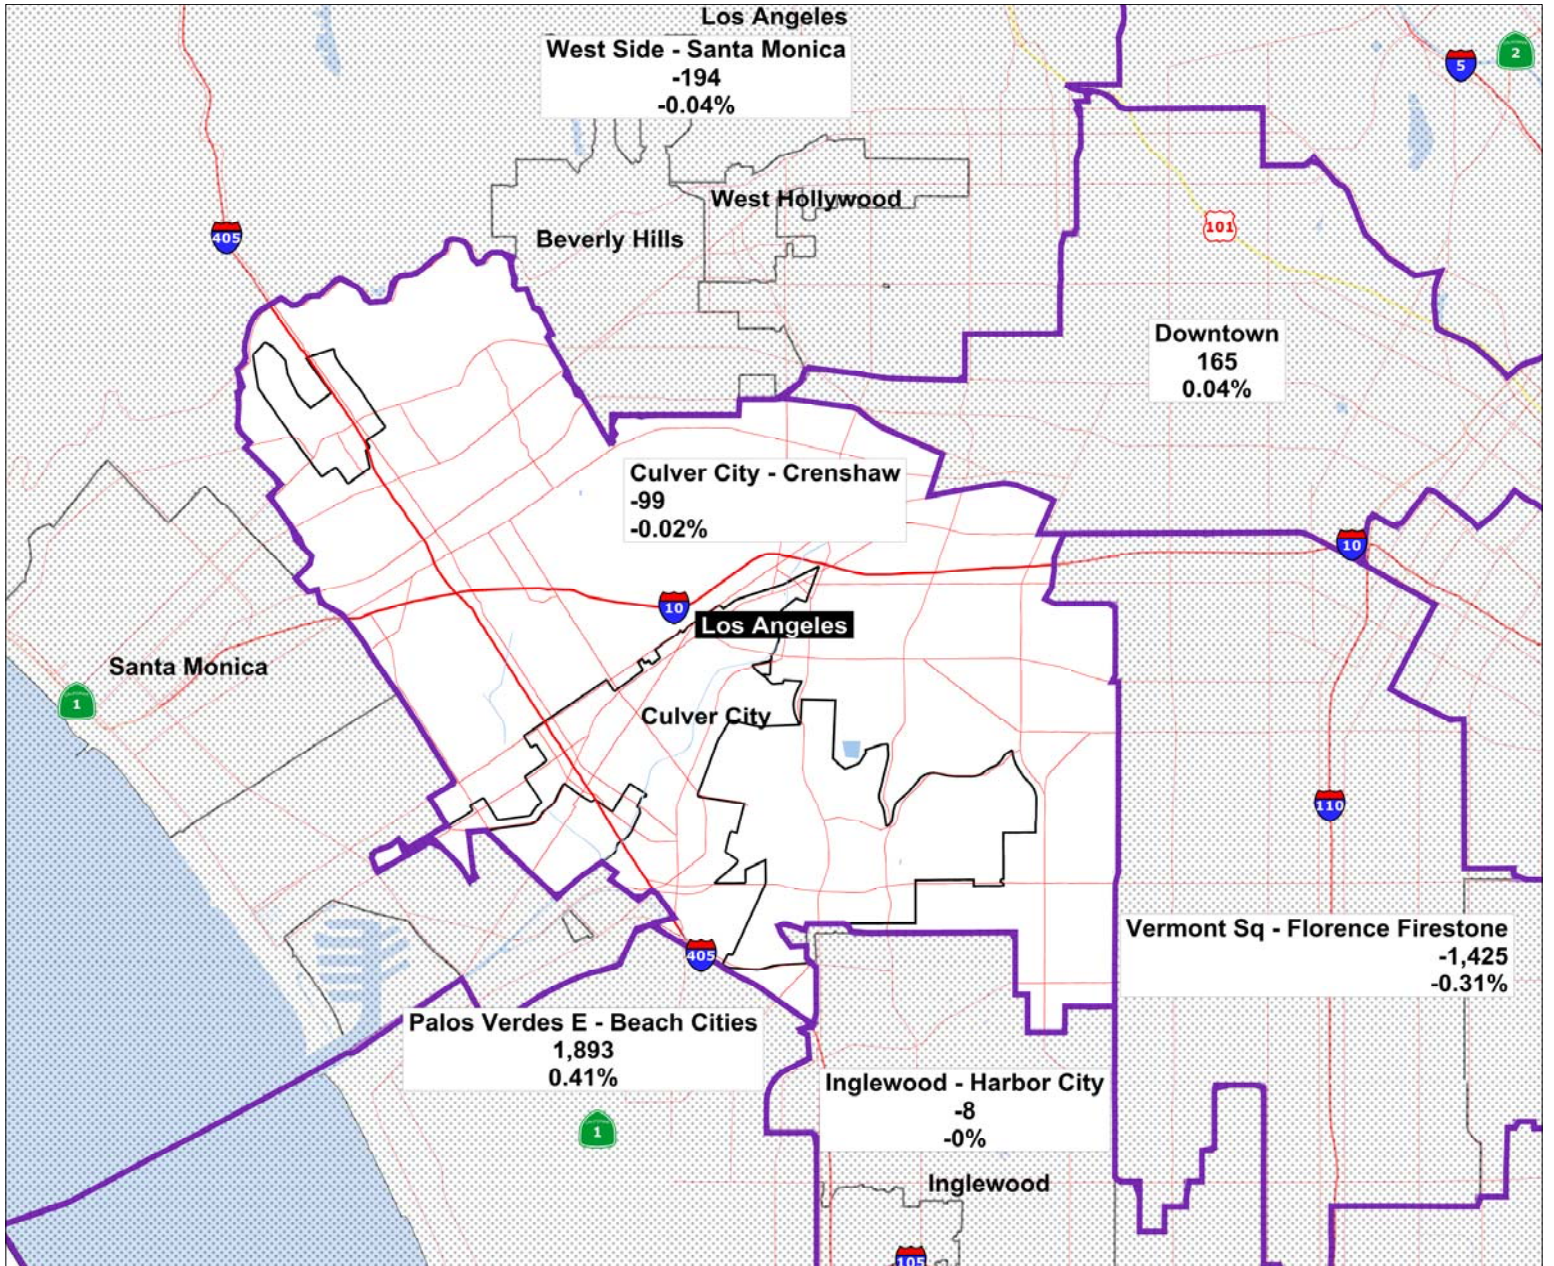 Los Angeles
West Side - Santa Monica
-194
-0.04%
5
2
West Hollywood
101
405
Beverly Hills
Downtown
165
0.04%
Culver City - Crenshaw
-99
-0.02%
10
10
Los Angeles
Santa Monica
1
Culver City
110
Vermont Sq - Florence Firestone
-1,425
-0.31%
405
Palos Verdes E - Beach Cities
1,893
0.41%
Inglewood - Harbor City
-8
-0%
1
Inglewood
105